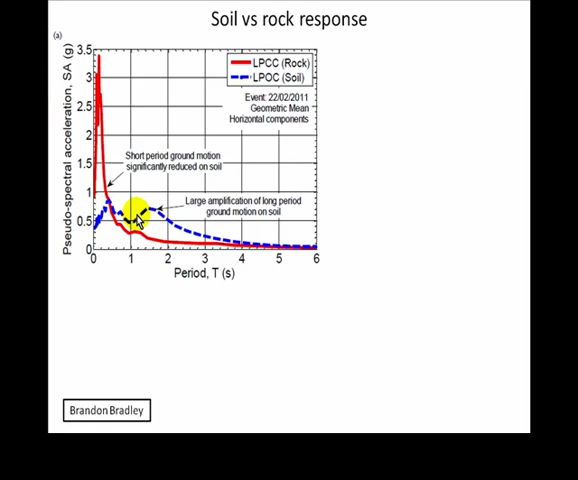 Soil vs rock response
(a)
Pseudo-spectral acceleration, SA (g)
3.5
3
2.5
2
1.5
1
0.5
0
LPCC (Rock)
LPOC (Soil)
Event: 22/02/2011
Geometric Mean
Horizontal components
Short period ground motion
significantly reduced on soil
Large amplification of long period
ground motion on soil
0 1 2 3 4 5 6
Period, T (s)
Brandon Bradley